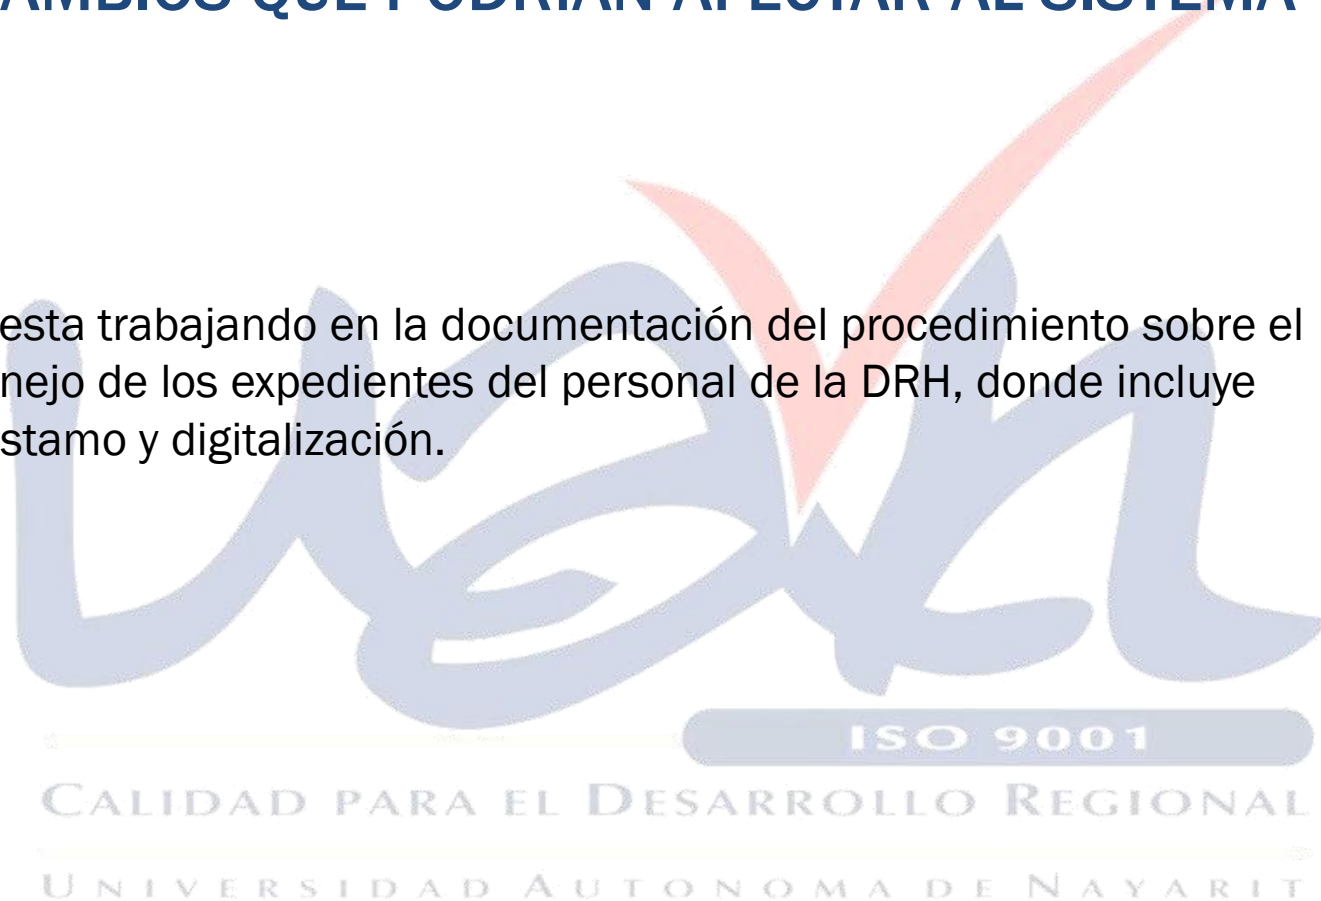 AMBIOS QUE PODRÍAN AFECTAR AL SISTEMA
esta trabajando en la documentación del procedimiento sobre el
nejo de los expedientes del personal de la DRH, donde incluye
stamo y digitalización.
uan
ISO 9001
CALIDAD PARA EL DESARROLLO REGIONAL
UNIVERSIDAD AUTONOMA DE NAYARIT